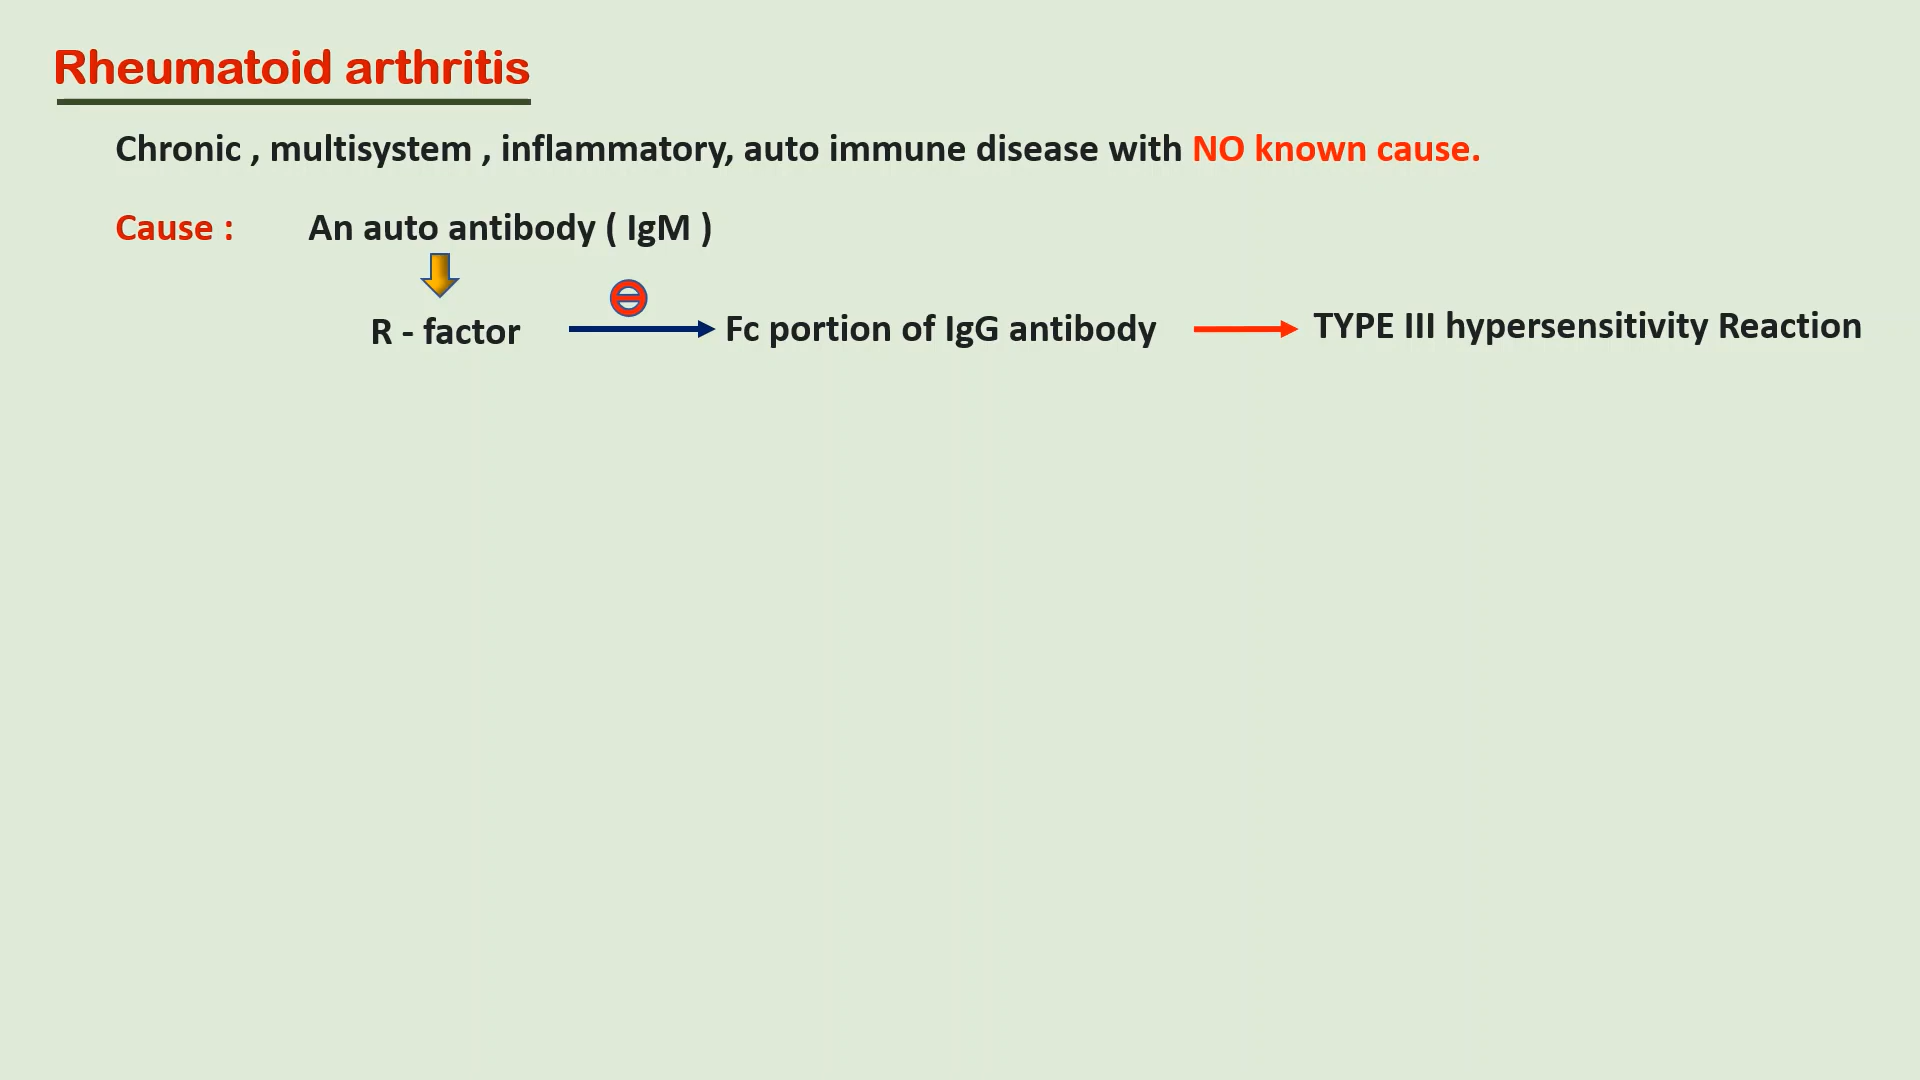 Rheumatoid arthritis
Chronic , multisystem , inflammatory, auto immune disease with NO known cause.
Cause : An auto antibody ( IgM )
R - factor Fc portion of IgG antibody TYPE III hypersensitivity Reaction